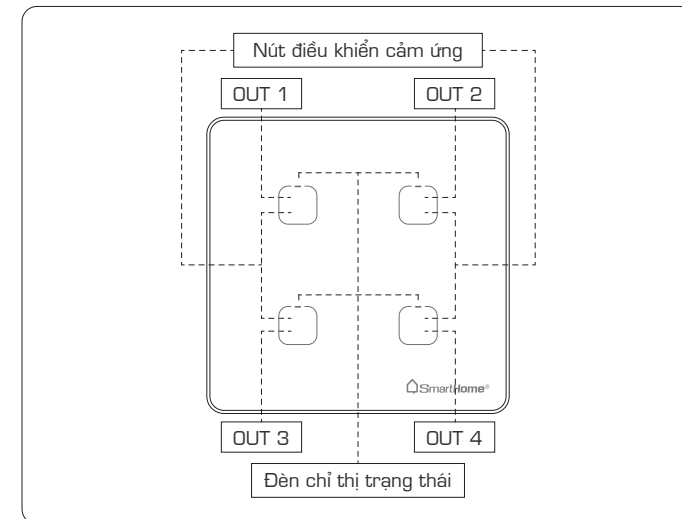 Nút điều khiển cảm ứng
OUT 1
OUT 2
SmartHome®
OUT 3
OUT 4
Đèn chỉ thị trạng thái